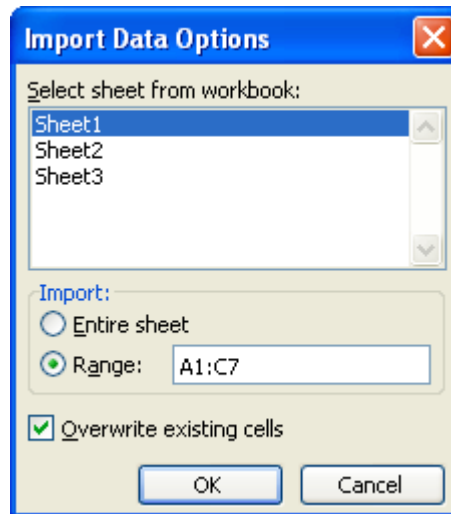 Import Data Options
Select sheet from workbook:
Sheet1
Sheet2
Sheet3
Import:
Entire sheet
Range: A1:C7
Overwrite existing cells
OK Cancel